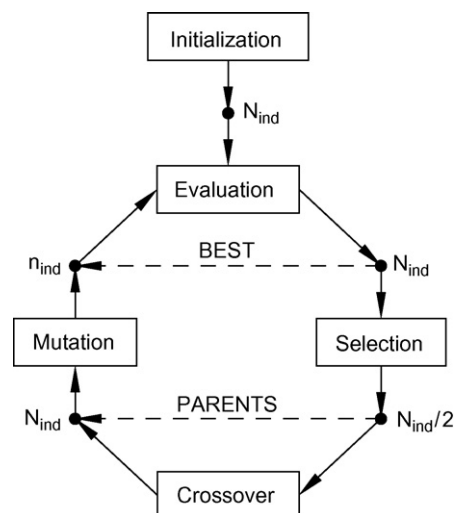 Initialization
N_ind
Evaluation
BEST
n_ind
N_ind
Mutation
Selection
PARENTS
N_ind
N_ind/2
Crossover